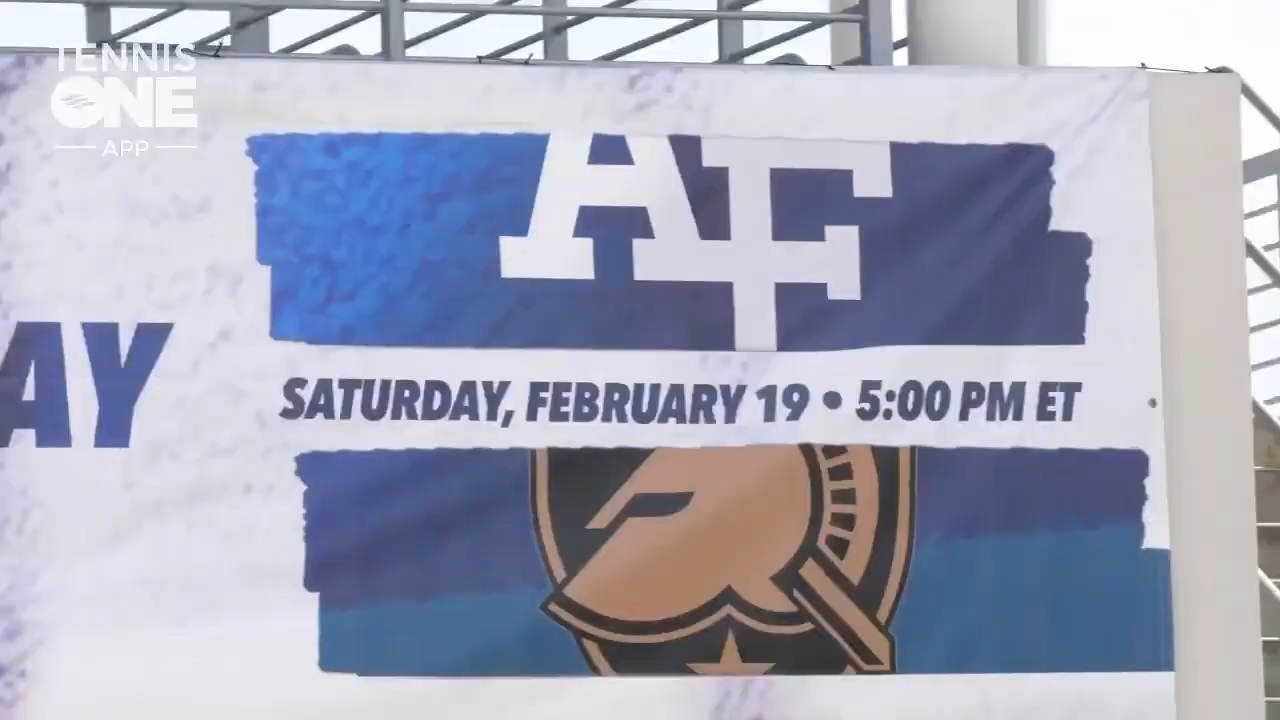 TENNIS
ONE
APP
AF
AY
SATURDAY, FEBRUARY 19 • 5:00 PM ET